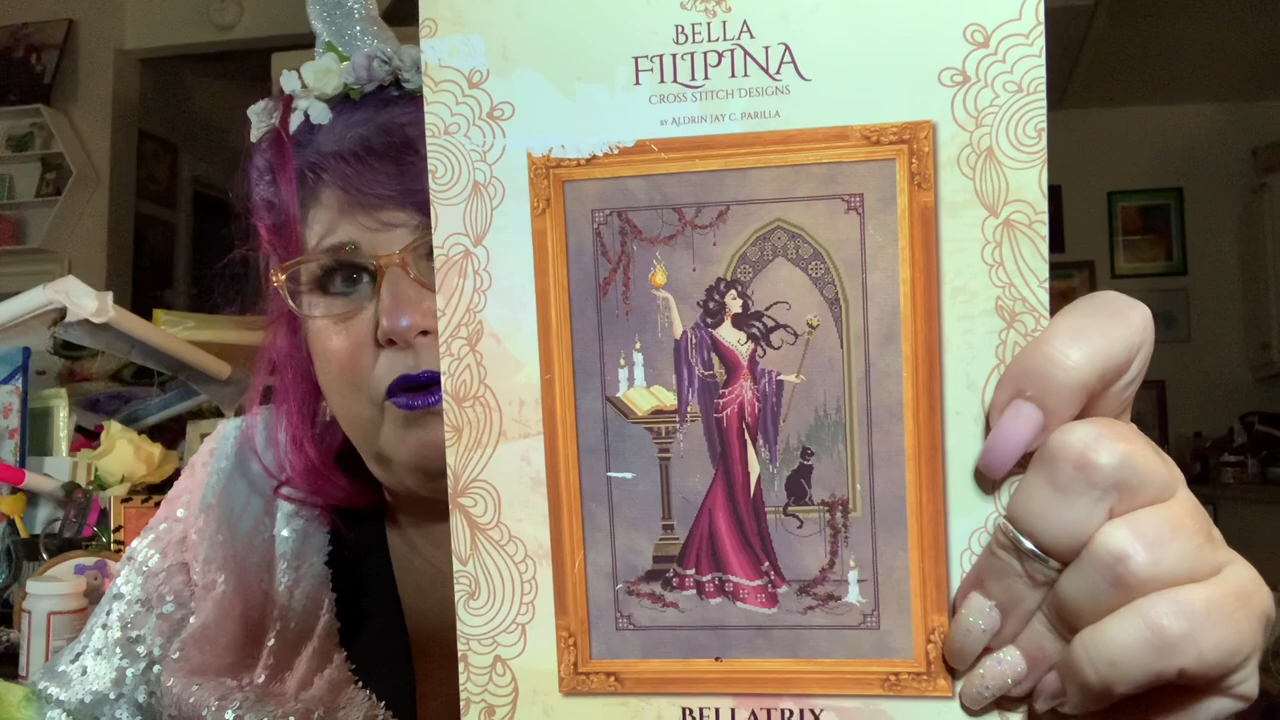 BELLA
FILIPINA
CROSS STITCH DESIGNS
BY ALDRIN JAY C. PARILLA
BELLATRIX